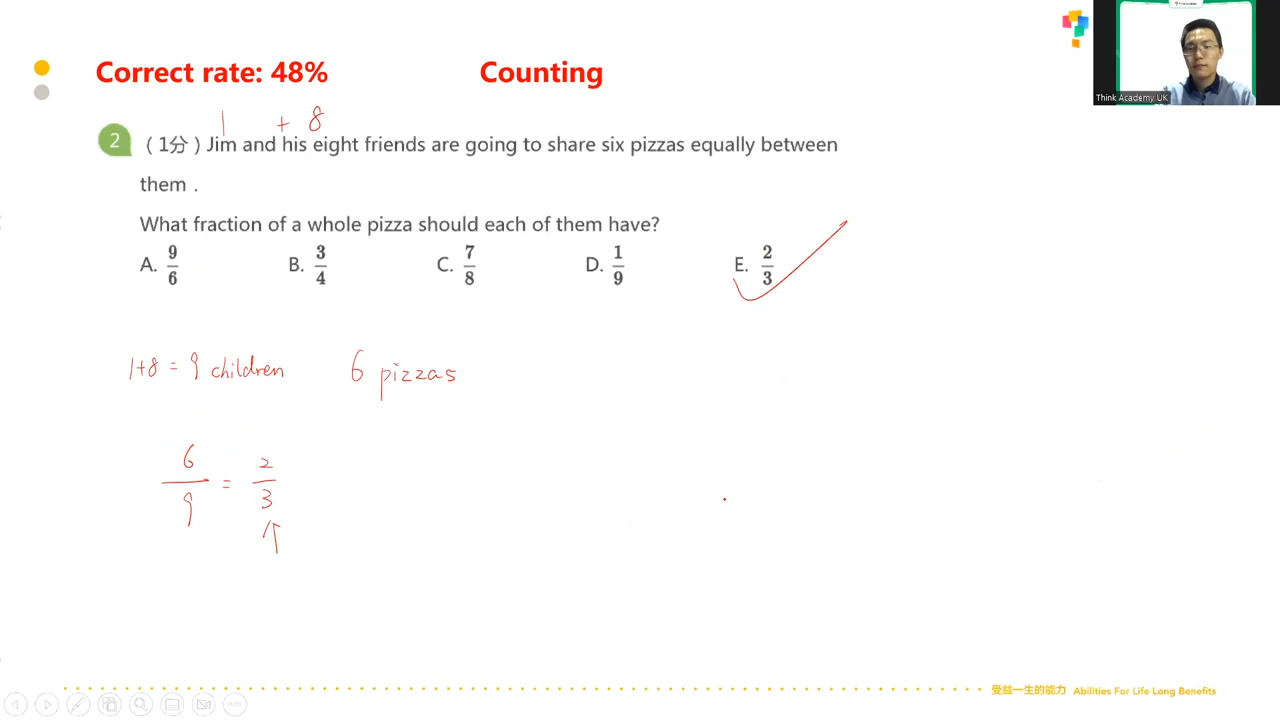 Correct rate: 48% Counting
1 + 8
2 (1分) Jim and his eight friends are going to share six pizzas equally between
them .
What fraction of a whole pizza should each of them have?
A. 9/6 B. 3/4 C. 7/8 D. 1/9 E. 2/3
1+8 = 9 children 6 pizzas
6/9 = 2/3
Think Academy UK
受益一生的能力 Abilities For Life Long Benefits